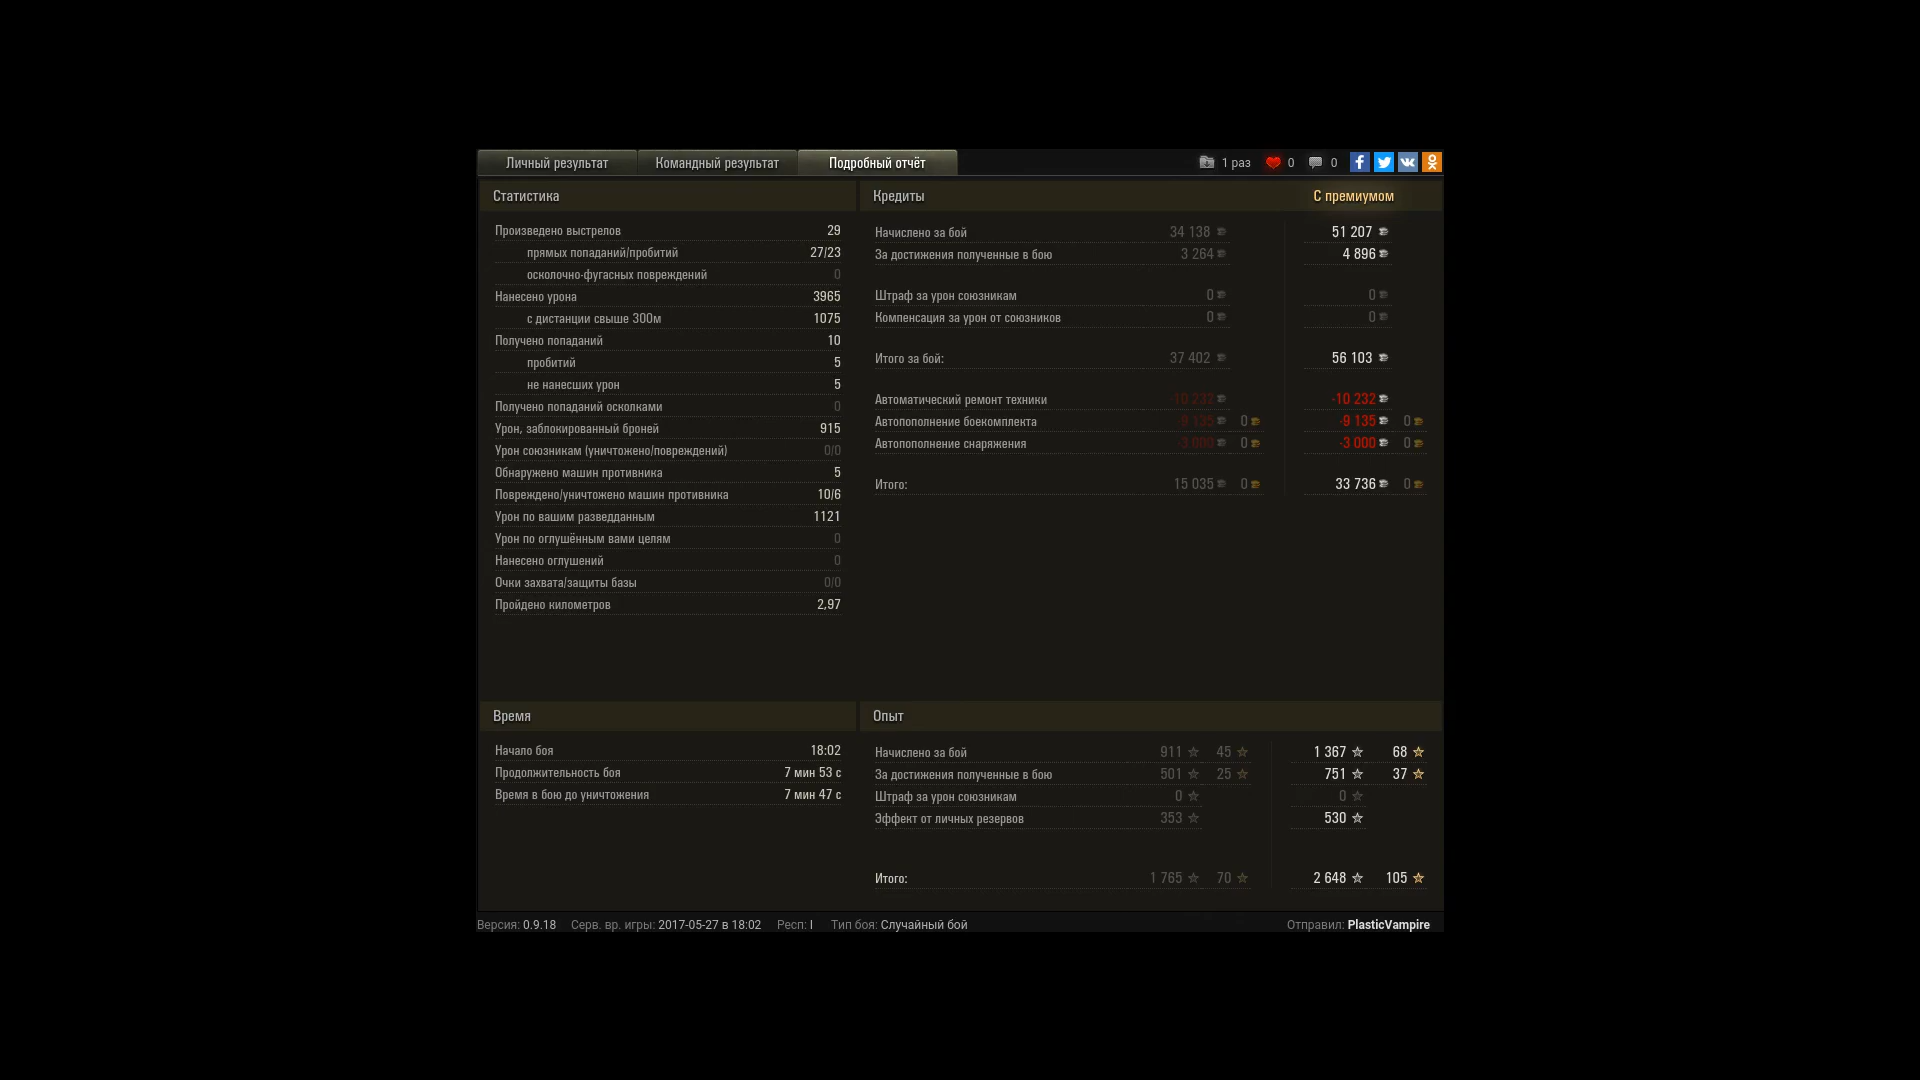 Личный результат Командный результат Подробный отчёт 1 раз 0 0
Статистика
Произведено выстрелов 29
прямых попаданий/пробитий 27/23
осколочно-фугасных повреждений 0
Нанесено урона 3965
с дистанции свыше 300м 1075
Получено попаданий 10
пробитий 5
не нанесших урон 5
Получено попаданий осколками 0
Урон, заблокированный броней 915
Урон союзникам (уничтожено/повреждений) 0/0
Обнаружено машин противника 5
Повреждено/уничтожено машин противника 10/6
Урон по вашим разведданным 1121
Урон по оглушённым вами целям 0
Нанесено оглушений 0
Очки захвата/защиты базы 0/0
Пройдено километров 2,97
Кредиты С премиумом
Начислено за бой 34 138 51 207
За достижения полученные в бою 3 264 4 896
Штраф за урон союзникам 0 0
Компенсация за урон от союзников 0 0
Итого за бой: 37 402 56 103
Автоматический ремонт техники -10 232 -10 232
Автопополнение боекомплекта -9 135 0 -9 135 0
Автопополнение снаряжения -3 000 0 -3 000 0
Итого: 15 035 0 33 736 0
Время
Начало боя 18:02
Продолжительность боя 7 мин 53 с
Время в бою до уничтожения 7 мин 47 с
Опыт
Начислено за бой 911 45 1 367 68
За достижения полученные в бою 501 25 751 37
Штраф за урон союзникам 0 0
Эффект от личных резервов 353 530
Итого: 1 765 70 2 648 105
Версия: 0.9.18 Серв. вр. игры: 2017-05-27 в 18:02 Респ: I Тип боя: Случайный бой Отправил: PlasticVampire